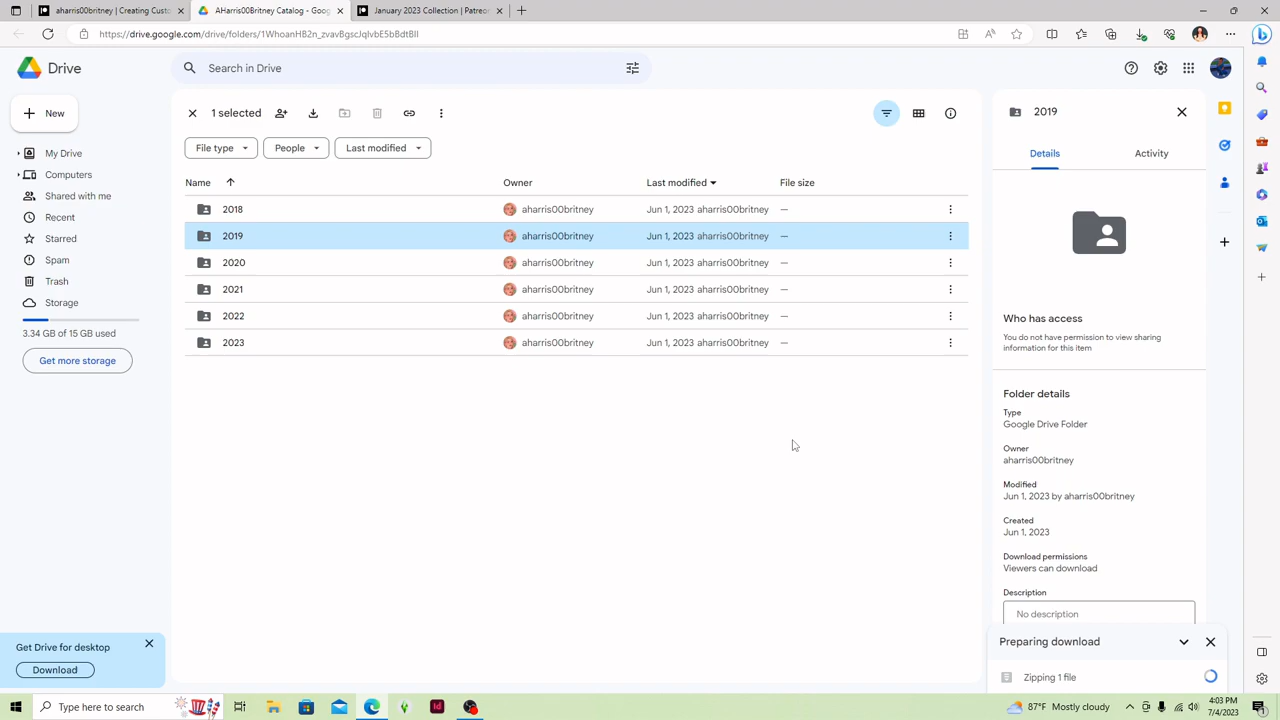 aharris00britney | Creating Custo
AHarris00Britney Catalog - Goog
January 2023 Collection | Patreo
https://drive.google.com/drive/folders/1WhoanHB2n_zvavBgscJqIvbE5bBdtBlI
Drive
Search in Drive
New
1 selected
2019
File type
People
Last modified
Details
Activity
My Drive
Computers
Shared with me
Recent
Starred
Spam
Trash
Storage
3.34 GB of 15 GB used
Get more storage
Name
Owner
Last modified
File size
2018
aharris00britney
Jun 1, 2023 aharris00britney
—
2019
aharris00britney
Jun 1, 2023 aharris00britney
—
2020
aharris00britney
Jun 1, 2023 aharris00britney
—
2021
aharris00britney
Jun 1, 2023 aharris00britney
—
2022
aharris00britney
Jun 1, 2023 aharris00britney
—
2023
aharris00britney
Jun 1, 2023 aharris00britney
—
Who has access
You do not have permission to view sharing
information for this item
Folder details
Type
Google Drive Folder
Owner
aharris00britney
Modified
Jun 1, 2023 by aharris00britney
Created
Jun 1, 2023
Download permissions
Viewers can download
Description
No description
Get Drive for desktop
Download
Preparing download
Zipping 1 file
Type here to search
87°F Mostly cloudy
4:03 PM
7/4/2023